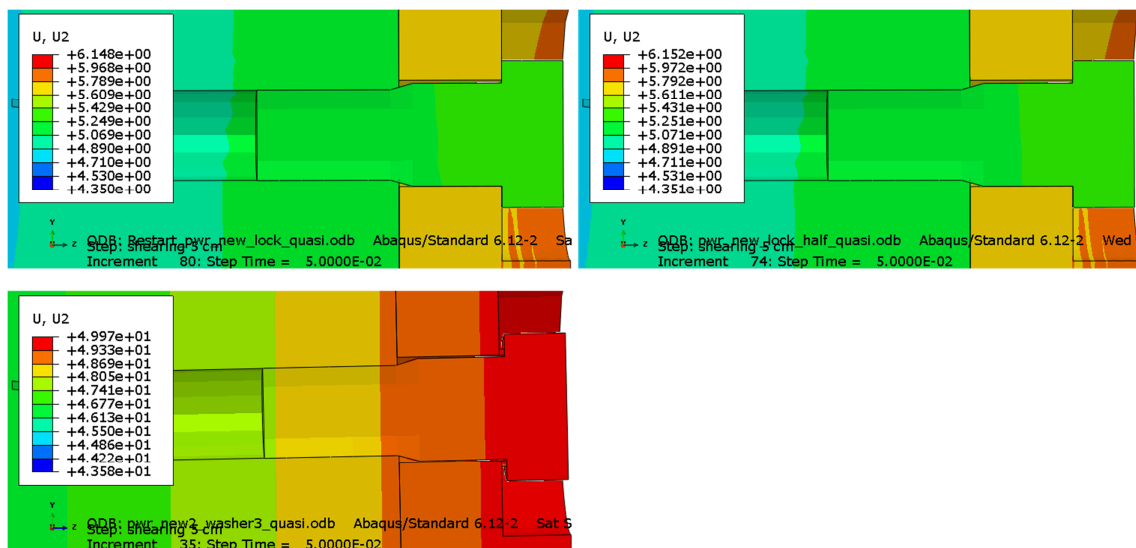 U, U2
+6.148e+00
+5.968e+00
+5.789e+00
+5.609e+00
+5.429e+00
+5.249e+00
+5.069e+00
+4.890e+00
+4.710e+00
+4.530e+00
+4.350e+00
Y
Z
ODB: Restart_pwr_new_lock_quasi.odb Abaqus/Standard 6.12-2 Sa
Step: shearing 5 cm
Increment 80: Step Time = 5.0000E-02
U, U2
+6.152e+00
+5.972e+00
+5.792e+00
+5.611e+00
+5.431e+00
+5.251e+00
+5.071e+00
+4.891e+00
+4.711e+00
+4.531e+00
+4.351e+00
Y
Z
ODB: pwr_new_lock_half_quasi.odb Abaqus/Standard 6.12-2 Wed
Step: shearing 5 cm
Increment 74: Step Time = 5.0000E-02
U, U2
+4.997e+01
+4.933e+01
+4.869e+01
+4.805e+01
+4.741e+01
+4.677e+01
+4.613e+01
+4.550e+01
+4.486e+01
+4.422e+01
+4.358e+01
Y
Z
ODB: pwr_new2_washer3_quasi.odb Abaqus/Standard 6.12-2 Sat S
Step: shearing 5 cm
Increment 35: Step Time = 5.0000E-02